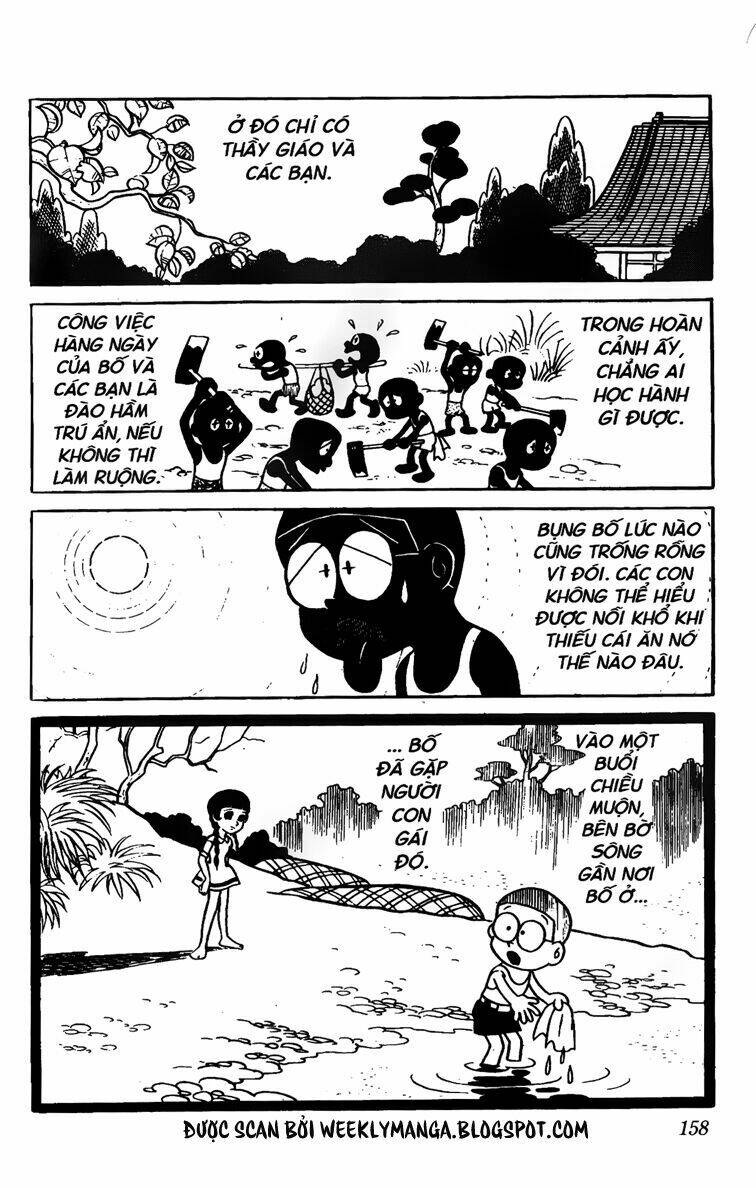 Ở ĐÓ CHỈ CÓ
THẦY GIÁO VÀ
CÁC BẠN.
TRONG HOÀN
CẢNH ẤY,
CHẲNG AI
HỌC HÀNH
GÌ ĐƯỢC.
CÔNG VIỆC
HÀNG NGÀY
CỦA BỐ VÀ
CÁC BẠN LÀ
ĐÀO HẦM
TRÚ ẨN, NẾU
KHÔNG THÌ
LÀM RUỘNG.
BỤNG BỐ LÚC NÀO
CŨNG TRỐNG RỖNG
VÌ ĐÓI. CÁC CON
KHÔNG THỂ HIỂU
ĐƯỢC NỖI KHỔ KHI
THIẾU CÁI ĂN NÓ
THẾ NÀO ĐÂU.
VÀO MỘT
BUỔI
CHIỀU
MUỘN,
BÊN BỜ
SÔNG
GẦN NƠI
BỐ Ở...
... BỐ
ĐÃ GẶP
NGƯỜI
CON
GÁI
ĐÓ.
ĐƯỢC SCAN BỞI WEEKLYMANGA.BLOGSPOT.COM
158